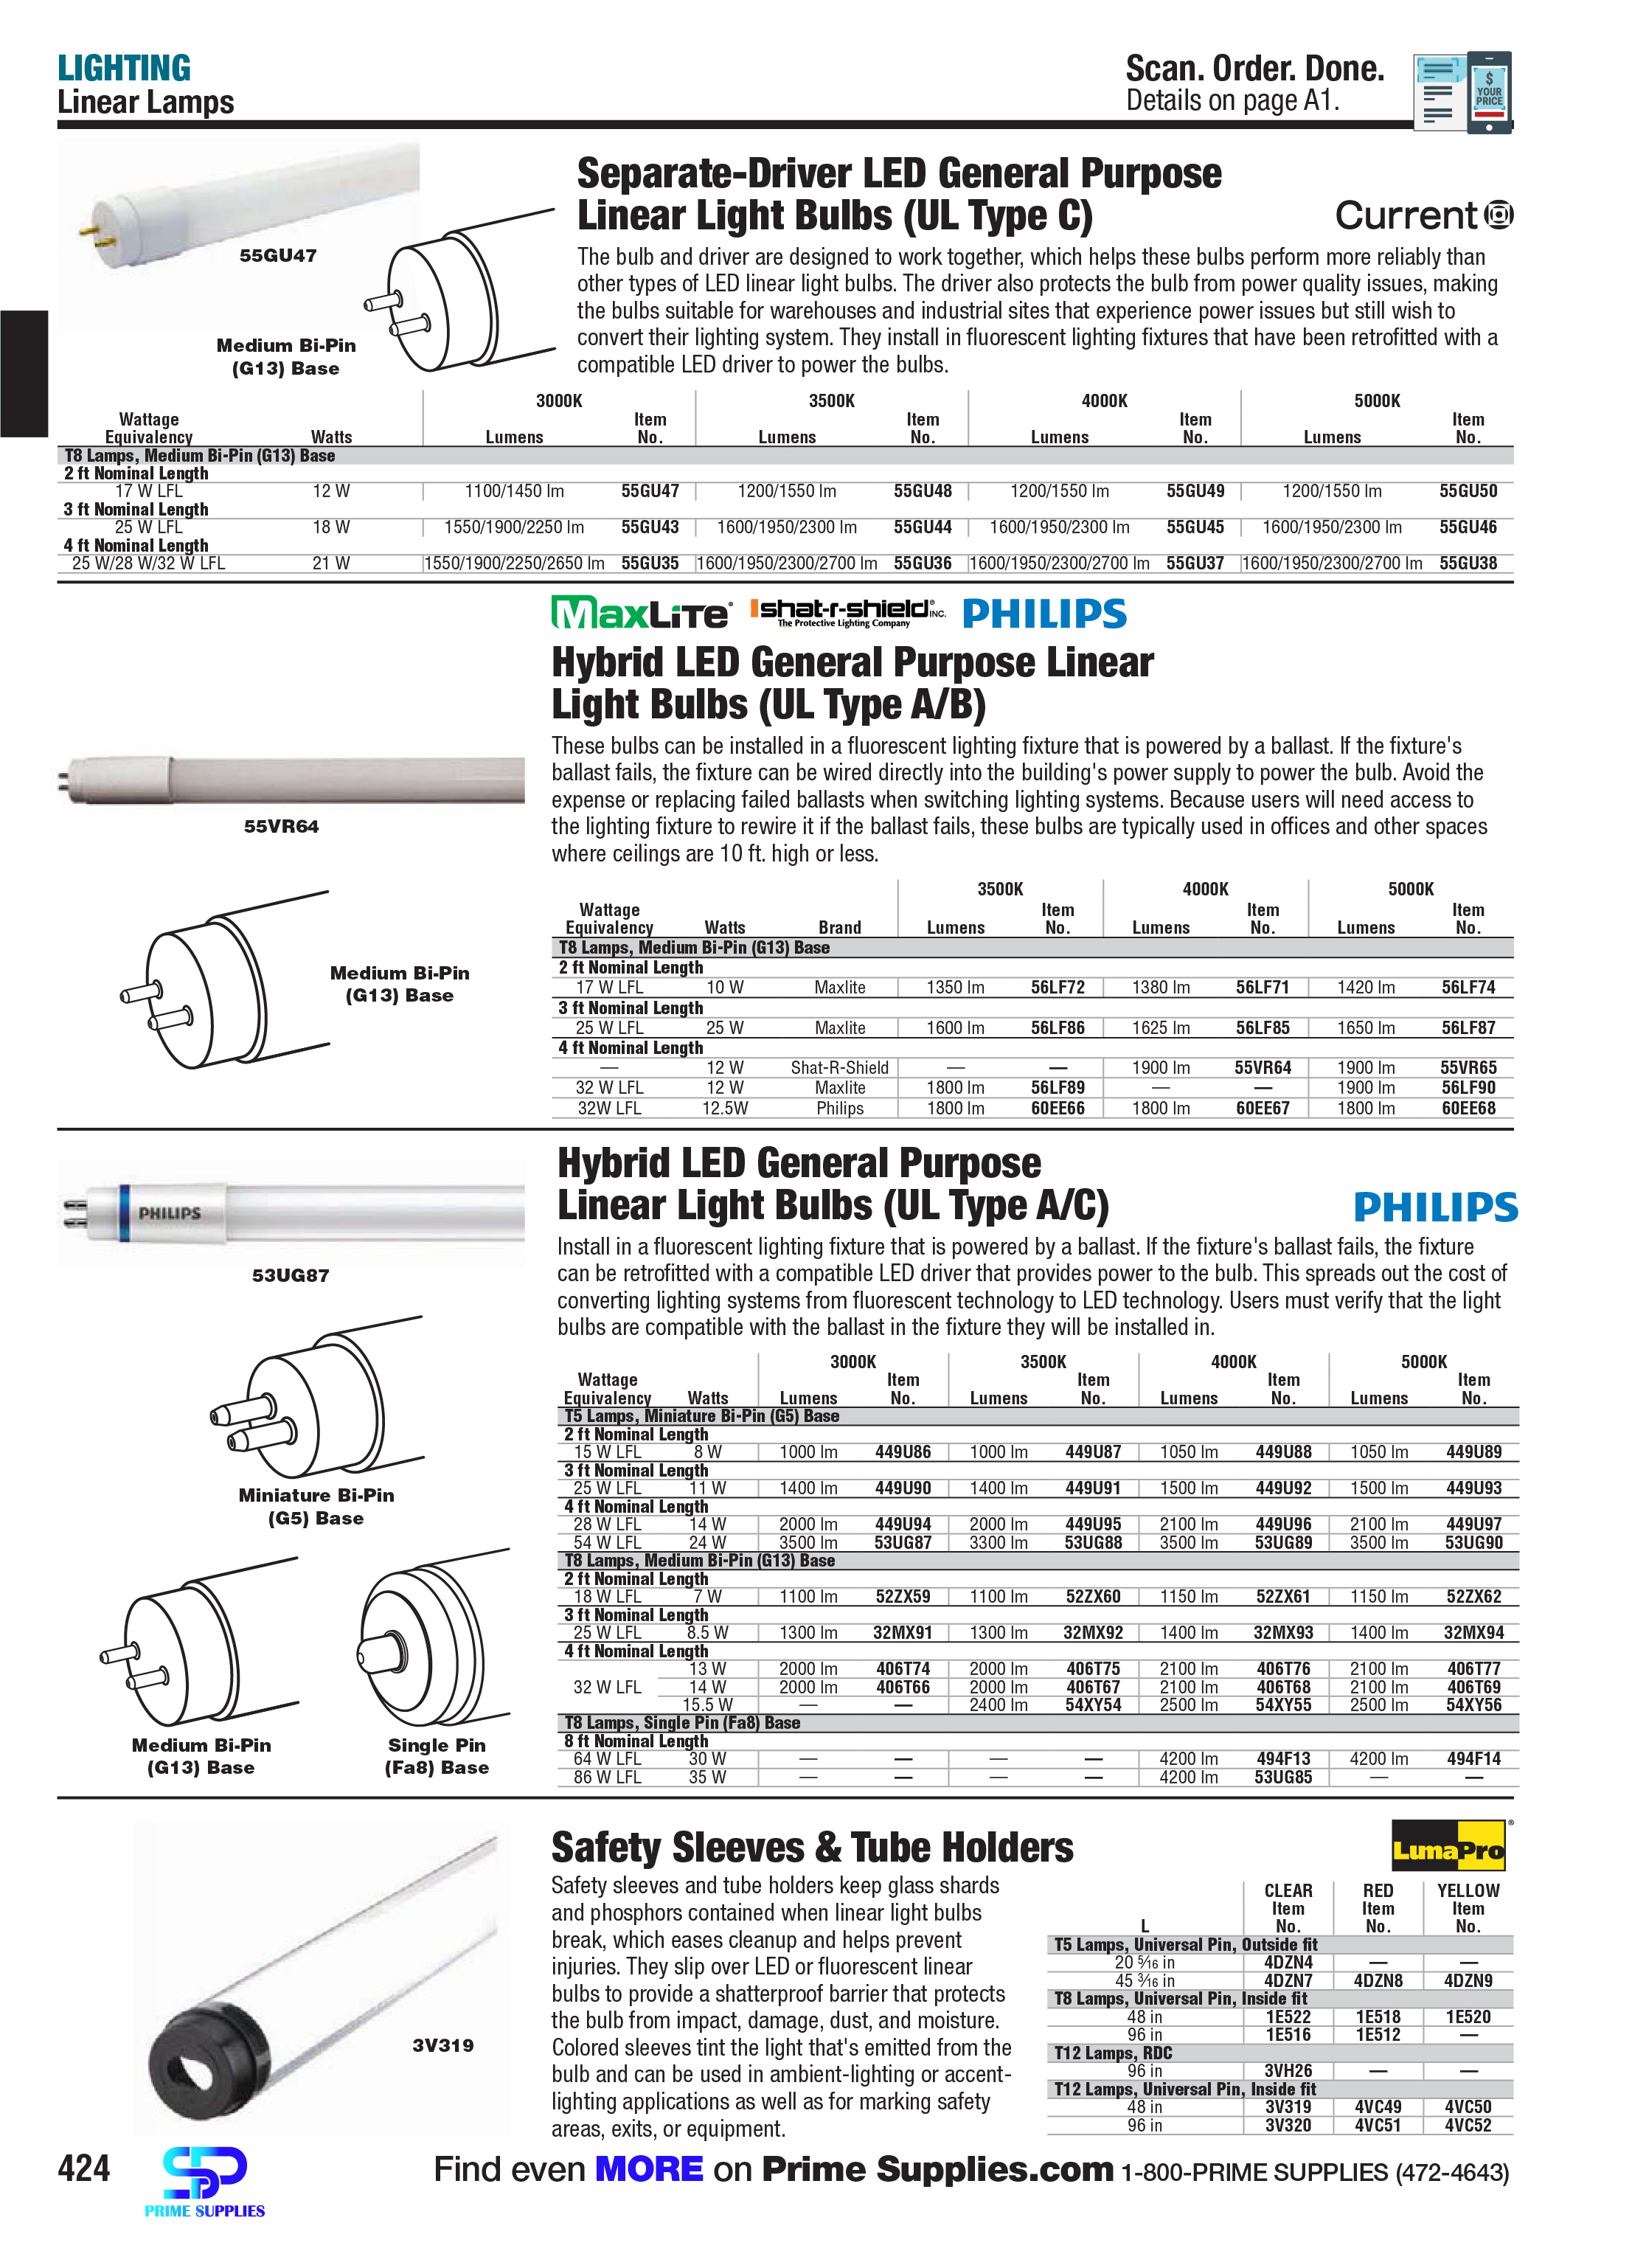 LIGHTING
Linear Lamps
Scan. Order. Done.
Details on page A1.
$
YOUR
PRICE
55GU47
Medium Bi-Pin
(G13) Base
Separate-Driver LED General Purpose
Linear Light Bulbs (UL Type C)
Current
The bulb and driver are designed to work together, which helps these bulbs perform more reliably than
other types of LED linear light bulbs. The driver also protects the bulb from power quality issues, making
the bulbs suitable for warehouses and industrial sites that experience power issues but still wish to
convert their lighting system. They install in fluorescent lighting fixtures that have been retrofitted with a
compatible LED driver to power the bulbs.
3000K 3500K 4000K 5000K
Wattage Item Item Item Item
Equivalency Watts Lumens No. Lumens No. Lumens No. Lumens No.
T8 Lamps, Medium Bi-Pin (G13) Base
2 ft Nominal Length
17 W LFL 12 W 1100/1450 lm 55GU47 1200/1550 lm 55GU48 1200/1550 lm 55GU49 1200/1550 lm 55GU50
3 ft Nominal Length
25 W LFL 18 W 1550/1900/2250 lm 55GU43 1600/1950/2300 lm 55GU44 1600/1950/2300 lm 55GU45 1600/1950/2300 lm 55GU46
4 ft Nominal Length
25 W/28 W/32 W LFL 21 W 1550/1900/2250/2650 lm 55GU35 1600/1950/2300/2700 lm 55GU36 1600/1950/2300/2700 lm 55GU37 1600/1950/2300/2700 lm 55GU38
MaxLiTe® shat-r-shield® INC. PHILIPS
The Protective Lighting Company
Hybrid LED General Purpose Linear
Light Bulbs (UL Type A/B)
These bulbs can be installed in a fluorescent lighting fixture that is powered by a ballast. If the fixture's
ballast fails, the fixture can be wired directly into the building's power supply to power the bulb. Avoid the
expense or replacing failed ballasts when switching lighting systems. Because users will need access to
the lighting fixture to rewire it if the ballast fails, these bulbs are typically used in offices and other spaces
where ceilings are 10 ft. high or less.
55VR64
Medium Bi-Pin
(G13) Base
3500K 4000K 5000K
Wattage Item Item Item
Equivalency Watts Brand Lumens No. Lumens No. Lumens No.
T8 Lamps, Medium Bi-Pin (G13) Base
2 ft Nominal Length
17 W LFL 10 W Maxlite 1350 lm 56LF72 1380 lm 56LF71 1420 lm 56LF74
3 ft Nominal Length
25 W LFL 25 W Maxlite 1600 lm 56LF86 1625 lm 56LF85 1650 lm 56LF87
4 ft Nominal Length
— 12 W Shat-R-Shield — — 1900 lm 55VR64 1900 lm 55VR65
32 W LFL 12 W Maxlite 1800 lm 56LF89 — — 1900 lm 56LF90
32W LFL 12.5W Philips 1800 lm 60EE66 1800 lm 60EE67 1800 lm 60EE68
PHILIPS
53UG87
Miniature Bi-Pin
(G5) Base
Medium Bi-Pin
(G13) Base
Single Pin
(Fa8) Base
Hybrid LED General Purpose
Linear Light Bulbs (UL Type A/C)
PHILIPS
Install in a fluorescent lighting fixture that is powered by a ballast. If the fixture's ballast fails, the fixture
can be retrofitted with a compatible LED driver that provides power to the bulb. This spreads out the cost of
converting lighting systems from fluorescent technology to LED technology. Users must verify that the light
bulbs are compatible with the ballast in the fixture they will be installed in.
3000K 3500K 4000K 5000K
Wattage Item Item Item Item
Equivalency Watts Lumens No. Lumens No. Lumens No. Lumens No.
T5 Lamps, Miniature Bi-Pin (G5) Base
2 ft Nominal Length
15 W LFL 8 W 1000 lm 449U86 1000 lm 449U87 1050 lm 449U88 1050 lm 449U89
3 ft Nominal Length
25 W LFL 11 W 1400 lm 449U90 1400 lm 449U91 1500 lm 449U92 1500 lm 449U93
4 ft Nominal Length
28 W LFL 14 W 2000 lm 449U94 2000 lm 449U95 2100 lm 449U96 2100 lm 449U97
54 W LFL 24 W 3500 lm 53UG87 3300 lm 53UG88 3500 lm 53UG89 3500 lm 53UG90
T8 Lamps, Medium Bi-Pin (G13) Base
2 ft Nominal Length
18 W LFL 7 W 1100 lm 52ZX59 1100 lm 52ZX60 1150 lm 52ZX61 1150 lm 52ZX62
3 ft Nominal Length
25 W LFL 8.5 W 1300 lm 32MX91 1300 lm 32MX92 1400 lm 32MX93 1400 lm 32MX94
4 ft Nominal Length
13 W 2000 lm 406T74 2000 lm 406T75 2100 lm 406T76 2100 lm 406T77
32 W LFL 14 W 2000 lm 406T66 2000 lm 406T67 2100 lm 406T68 2100 lm 406T69
15.5 W — — 2400 lm 54XY54 2500 lm 54XY55 2500 lm 54XY56
T8 Lamps, Single Pin (Fa8) Base
8 ft Nominal Length
64 W LFL 30 W — — — — 4200 lm 494F13 4200 lm 494F14
86 W LFL 35 W — — — — 4200 lm 53UG85 — —
3V319
Safety Sleeves & Tube Holders
LumaPro®
Safety sleeves and tube holders keep glass shards
and phosphors contained when linear light bulbs
break, which eases cleanup and helps prevent
injuries. They slip over LED or fluorescent linear
bulbs to provide a shatterproof barrier that protects
the bulb from impact, damage, dust, and moisture.
Colored sleeves tint the light that's emitted from the
bulb and can be used in ambient-lighting or accent-
lighting applications as well as for marking safety
areas, exits, or equipment.
CLEAR RED YELLOW
Item Item Item
L No. No. No.
T5 Lamps, Universal Pin, Outside fit
20 5/16 in 4DZN4 — —
45 3/16 in 4DZN7 4DZN8 4DZN9
T8 Lamps, Universal Pin, Inside fit
48 in 1E522 1E518 1E520
96 in 1E516 1E512 —
T12 Lamps, RDC
96 in 3VH26 — —
T12 Lamps, Universal Pin, Inside fit
48 in 3V319 4VC49 4VC50
96 in 3V320 4VC51 4VC52
424
PRIME SUPPLIES
Find even MORE on Prime Supplies.com 1-800-PRIME SUPPLIES (472-4643)